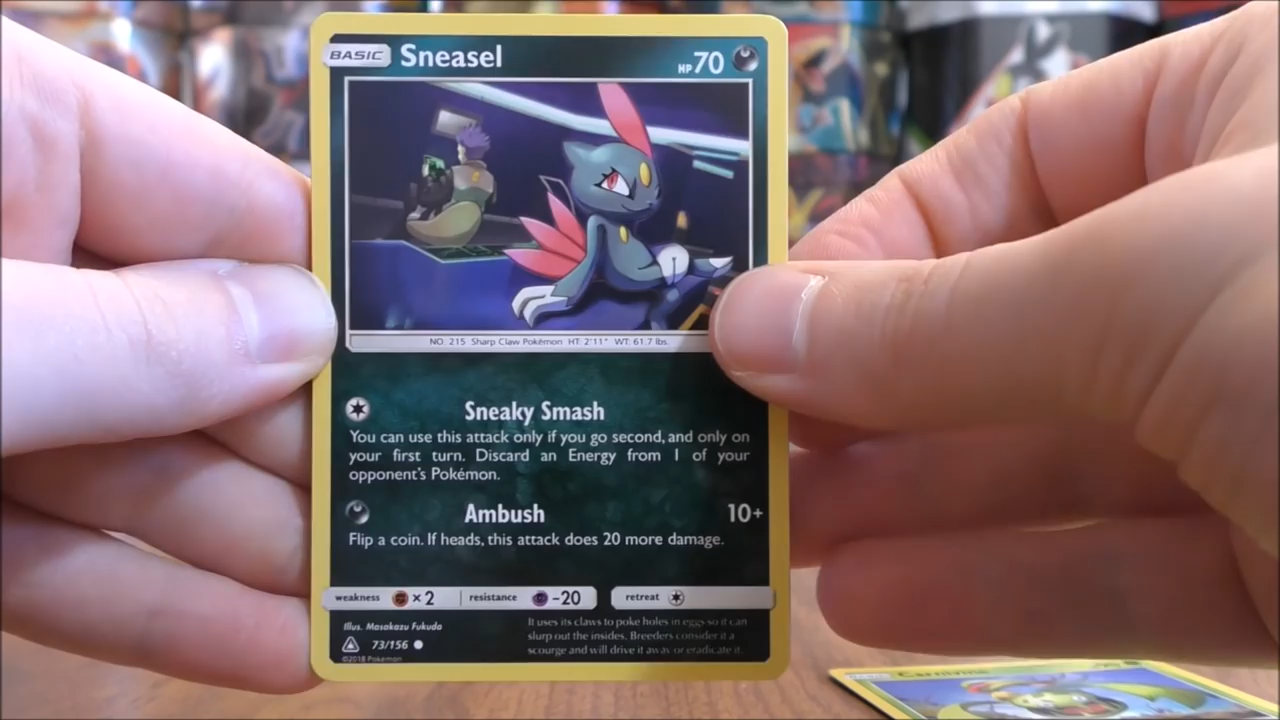 BASIC Sneasel HP 70
NO. 215 Sharp Claw Pokémon HT: 2'11" WT: 61.7 lbs.
Sneaky Smash
You can use this attack only if you go second, and only on
your first turn. Discard an Energy from 1 of your
opponent's Pokémon.
Ambush 10+
Flip a coin. If heads, this attack does 20 more damage.
weakness ×2 resistance -20 retreat
Illus. Masakazu Fukuda
73/156
©2018 Pokémon
It uses its claws to poke holes in eggs so it can
slurp out the insides. Breeders consider it a
scourge and will drive it away or eradicate it.